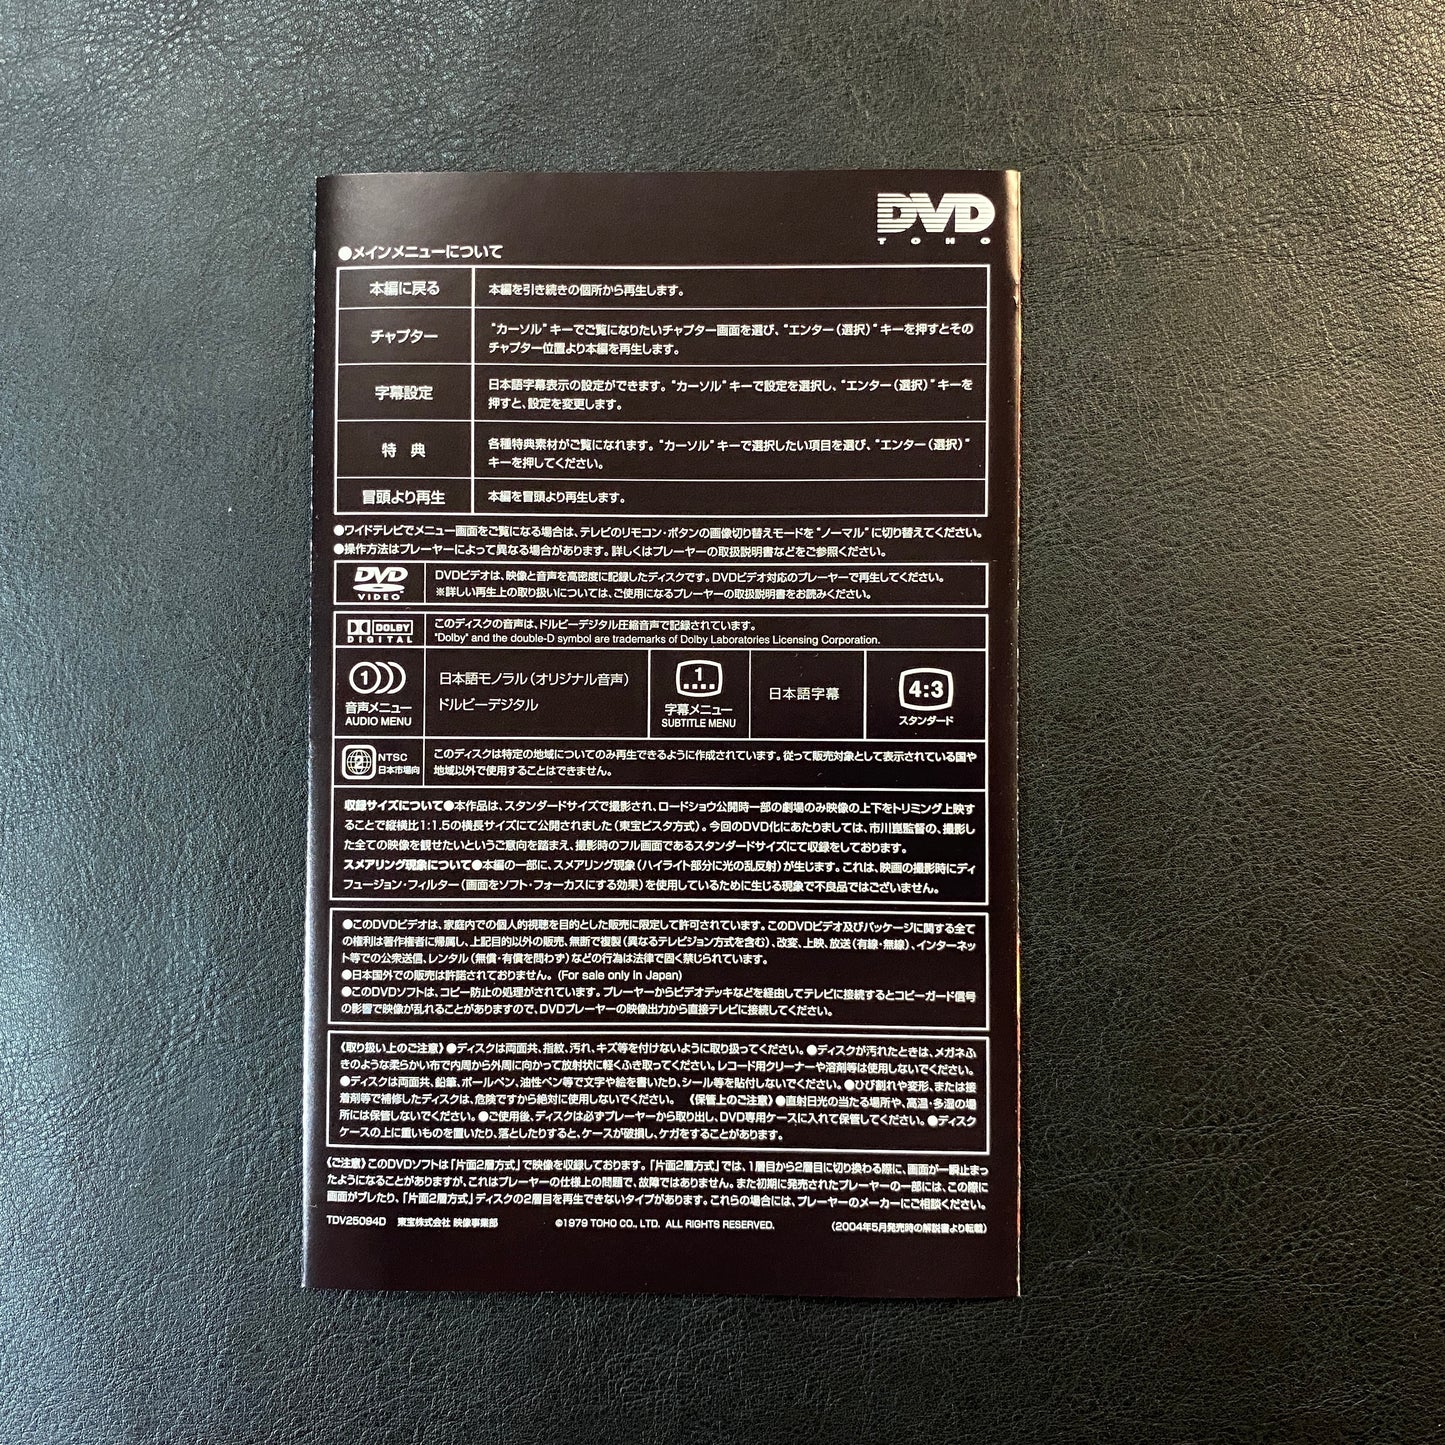 DVD
TOHO
●メインメニューについて
本編に戻る 本編を引き続きの個所から再生します。
チャプター “カーソル”キーでご覧になりたいチャプター画面を選び、“エンター（選択）”キーを押すとその
チャプター位置より本編を再生します。
字幕設定 日本語字幕表示の設定ができます。“カーソル”キーで設定を選択し、“エンター（選択）”キーを
押すと、設定を変更します。
特 典 各種特典素材がご覧になれます。“カーソル”キーで選択したい項目を選び、“エンター（選択）”
キーを押してください。
冒頭より再生 本編を冒頭より再生します。
●ワイドテレビでメニュー画面をご覧になる場合は、テレビのリモコン・ボタンの画像切り替えモードを“ノーマル”に切り替えてください。
●操作方法はプレーヤーによって異なる場合があります。詳しくはプレーヤーの取扱説明書などをご参照ください。
DVD VIDEO DVDビデオは、映像と音声を高密度に記録したディスクです。DVDビデオ対応のプレーヤーで再生してください。
※詳しい再生上の取り扱いについては、ご使用になるプレーヤーの取扱説明書をお読みください。
DOLBY DIGITAL このディスクの音声は、ドルビーデジタル圧縮音声で記録されています。
"Dolby" and the double-D symbol are trademarks of Dolby Laboratories Licensing Corporation.
1 音声メニュー AUDIO MENU
日本語モノラル（オリジナル音声）
ドルビーデジタル
1 字幕メニュー SUBTITLE MENU
日本語字幕
4:3 スタンダード
2 NTSC 日本市場向
このディスクは特定の地域についてのみ再生できるように作成されています。従って販売対象として表示されている国や
地域以外で使用することはできません。
収録サイズについて●本作品は、スタンダードサイズで撮影され、ロードショウ公開時一部の劇場のみ映像の上下をトリミング上映す
ることで縦横比1:1.5の横長サイズにて公開されました（東宝ビスタ方式）。今回のDVD化にあたりましては、市川崑監督の、撮影し
た全ての映像を観せたいというご意向を踏まえ、撮影時のフル画面であるスタンダードサイズにて収録をしております。
スメアリング現象について●本編の一部に、スメアリング現象（ハイライト部分に光の乱反射）が生じます。これは、映画の撮影時にディ
フュージョン・フィルター（画面をソフト・フォーカスにする効果）を使用しているために生じる現象で不良品ではございません。
●このDVDビデオは、家庭内での個人的視聴を目的とした販売に限定して許可されています。このDVDビデオ及びパッケージに関する全て
の権利は著作権者に帰属し、上記目的以外の販売、無断で複製（異なるテレビジョン方式を含む）、改変、上映、放送（有線・無線）、インターネッ
ト等での公衆送信、レンタル（無償・有償を問わず）などの行為は法律で固く禁じられています。
●日本国外での販売は許諾されておりません。（For sale only in Japan）
●このDVDソフトは、コピー防止の処理がされています。プレーヤーからビデオデッキなどを経由してテレビに接続するとコピーガード信号
の影響で映像が乱れることがありますので、DVDプレーヤーの映像出力から直接テレビに接続してください。
《取り扱い上のご注意》●ディスクは両面共、指紋、汚れ、キズ等を付けないように取り扱ってください。●ディスクが汚れたときは、メガネふ
きのような柔らかい布で内周から外周に向かって放射状に軽くふき取ってください。レコード用クリーナーや溶剤等は使用しないでください。
●ディスクは両面共、鉛筆、ボールペン、油性ペン等で文字や絵を書いたり、シール等を貼付しないでください。●ひび割れや変形、または接
着剤等で補修したディスクは、危険ですから絶対に使用しないでください。《保管上のご注意》●直射日光の当たる場所や、高温・多湿の場
所には保管しないでください。●ご使用後、ディスクは必ずプレーヤーから取り出し、DVD専用ケースに入れて保管してください。●ディスク
ケースの上に重いものを置いたり、落としたりすると、ケースが破損し、ケガをすることがあります。
《ご注意》このDVDソフトは「片面2層方式」で映像を収録しております。「片面2層方式」では、1層目から2層目に切り換わる際に、画面が一瞬止まっ
たようになることがありますが、これはプレーヤーの仕様上の問題で、故障ではありません。また初期に発売されたプレーヤーの一部には、この際に
画面がブレたり、「片面2層方式」ディスクの2層目を再生できないタイプがあります。これらの場合には、プレーヤーのメーカーにご相談ください。
TDV25094D 東宝株式会社 映像事業部 ©1979 TOHO CO., LTD. ALL RIGHTS RESERVED. （2004年5月発売時の解説書より転載）